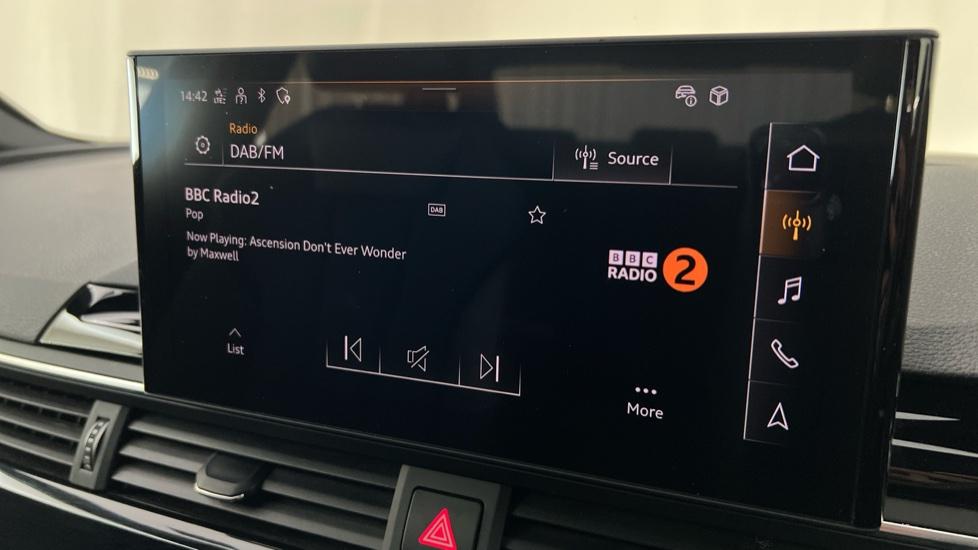 14:42 LTE
Radio
DAB/FM
Source
BBC Radio2
Pop
DAB
Now Playing: Ascension Don't Ever Wonder
by Maxwell
BBC
RADIO 2
List
More